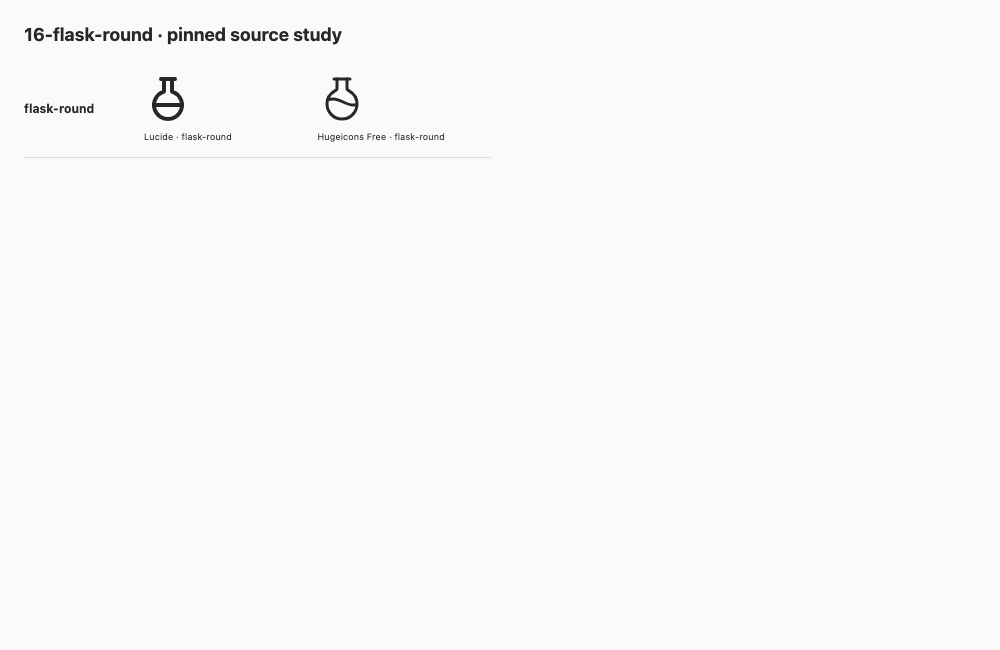 16-flask-round · pinned source study
flask-round
Lucide · flask-round
Hugeicons Free · flask-round